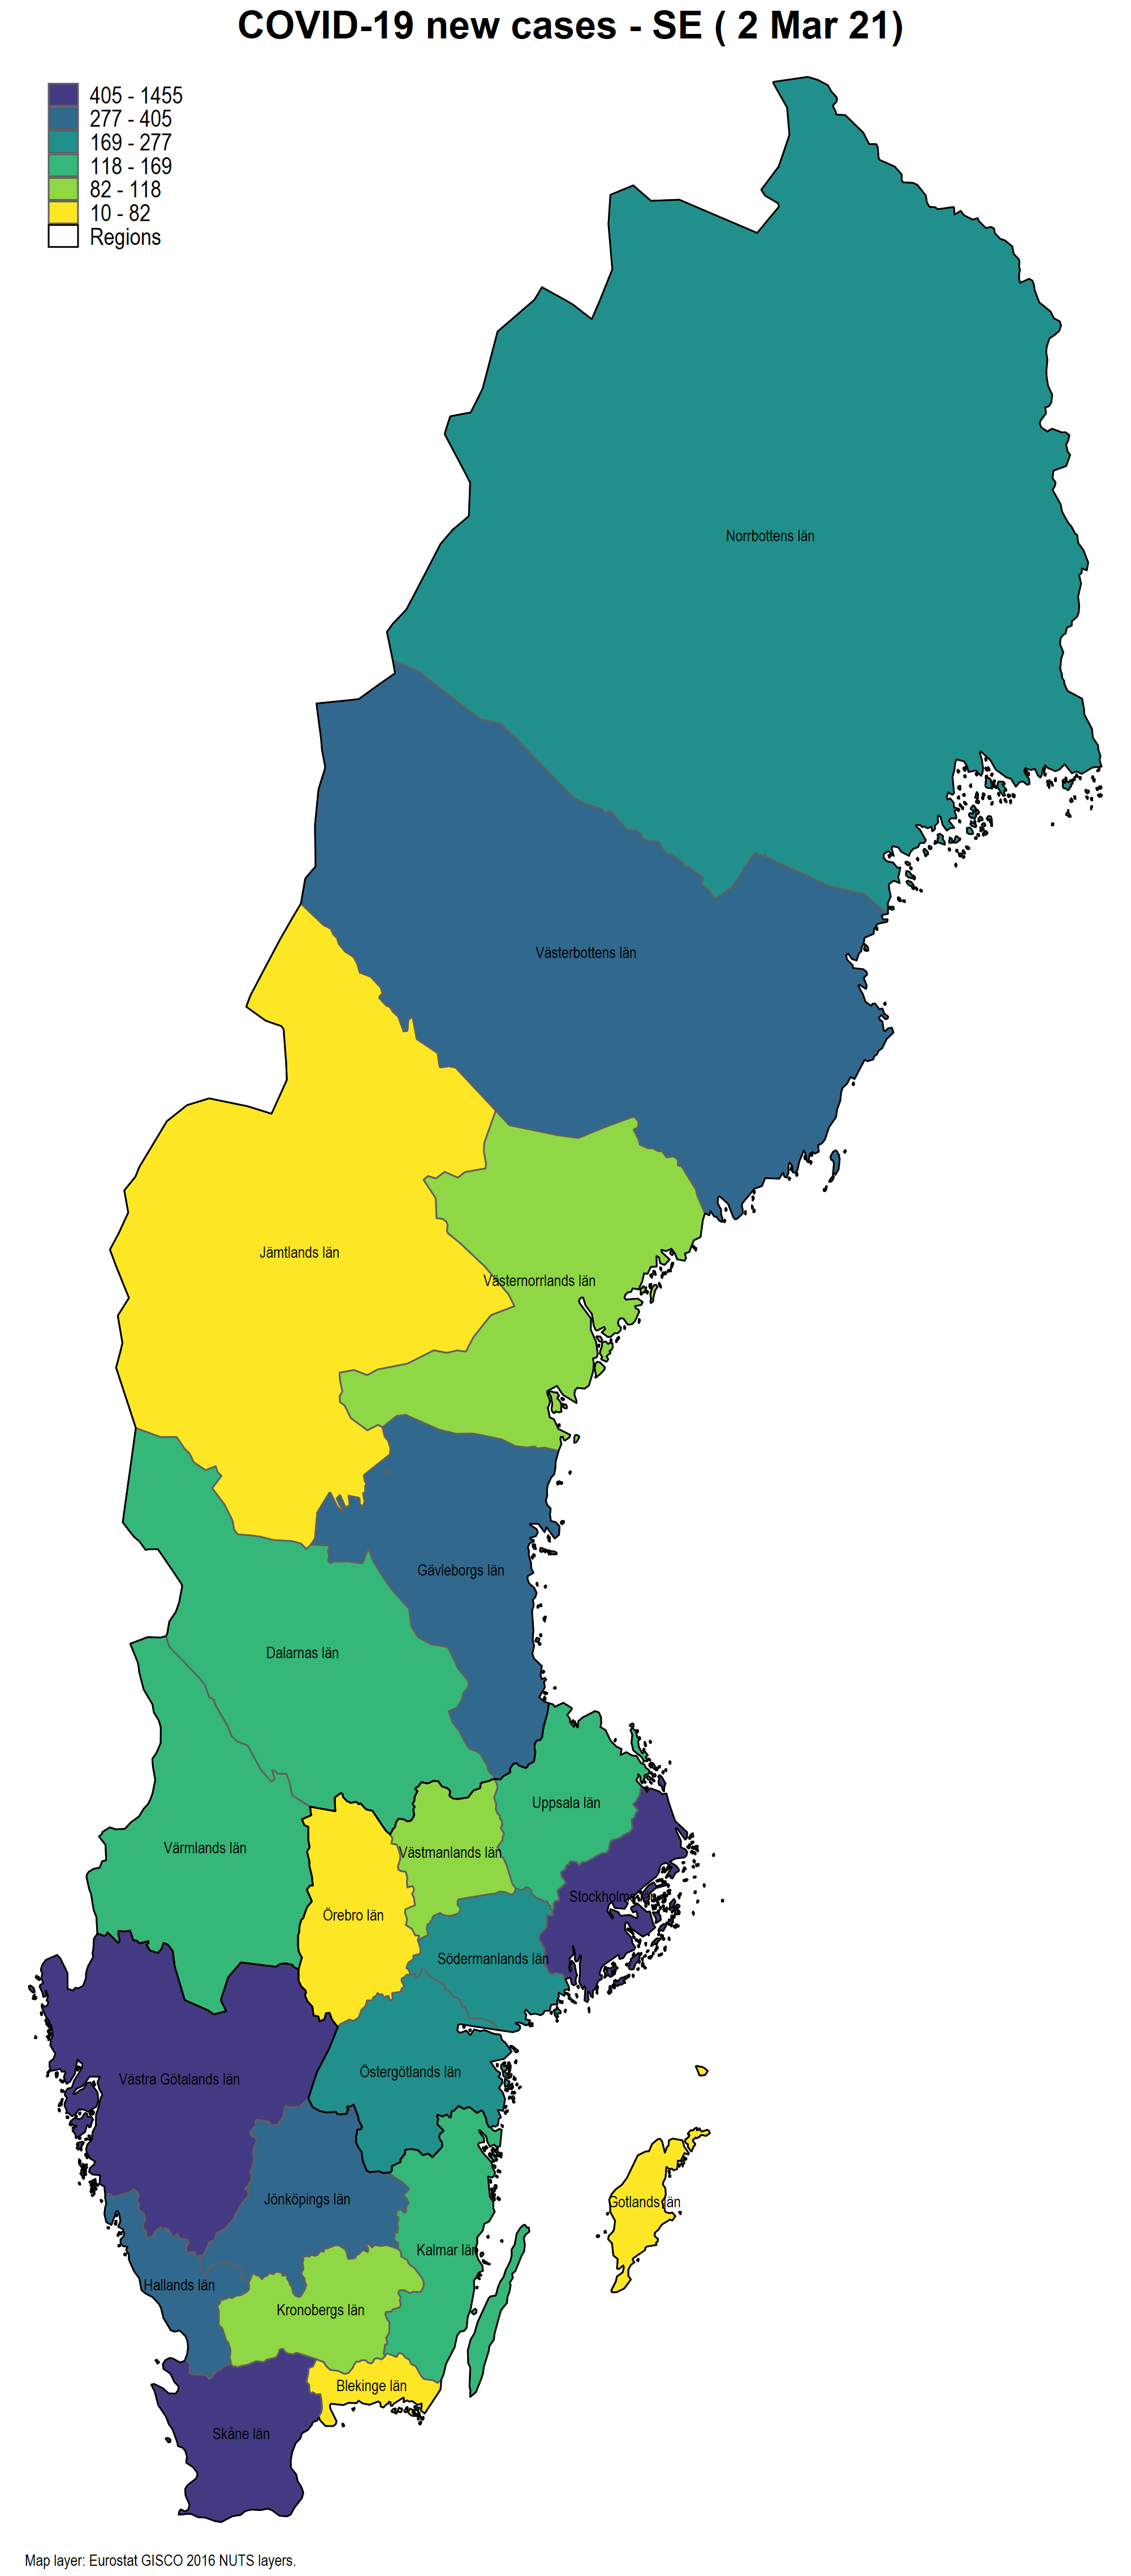 COVID-19 new cases - SE ( 2 Mar 21)
405 - 1455
277 - 405
169 - 277
118 - 169
82 - 118
10 - 82
Regions
Norrbottens län
Västerbottens län
Jämtlands län
Västernorrlands län
Gävleborgs län
Dalarnas län
Uppsala län
Värmlands län
Västmanlands län
Stockholms län
Örebro län
Södermanlands län
Östergötlands län
Västra Götalands län
Jönköpings län
Gotlands län
Kalmar län
Hallands län
Kronobergs län
Blekinge län
Skåne län
Map layer: Eurostat GISCO 2016 NUTS layers.